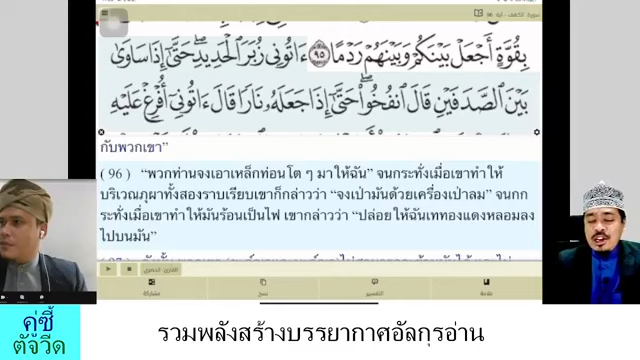 سورة الكهف - آية 96
بِقُوَّةٍ أَجْعَلْ بَيْنَكُمْ وَبَيْنَهُمْ رَدْمًا ٩٥ ءَاتُونِي زُبَرَ ٱلْحَدِيدِ حَتَّىٰٓ إِذَا سَاوَىٰ
بَيْنَ ٱلصَّدَفَيْنِ قَالَ ٱنفُخُوا۟ حَتَّىٰٓ إِذَا جَعَلَهُۥ نَارًا قَالَ ءَاتُونِيٓ أُفْرِغْ عَلَيْهِ
กับพวกเขา”
( 96 ) “พวกท่านจงเอาเหล็กท่อนโต ๆ มาให้ฉัน” จนกระทั่งเมื่อเขาทำให้
บริเวณภูผาทั้งสองราบเรียบเขาก็กล่าวว่า “จงเป่ามันด้วยเครื่องเป่าลม” จนกก
ระทั่งเมื่อเขาทำให้มันร้อนเป็นไฟ เขากล่าวว่า “ปล่อยให้ฉันเททองแดงหลอมลง
ไปบนมัน”
مشاركة
نسخ
التفسير
علامة
คู่ซี้
ตัจวีด
รวมพลังสร้างบรรยากาศอัลกุรอ่าน